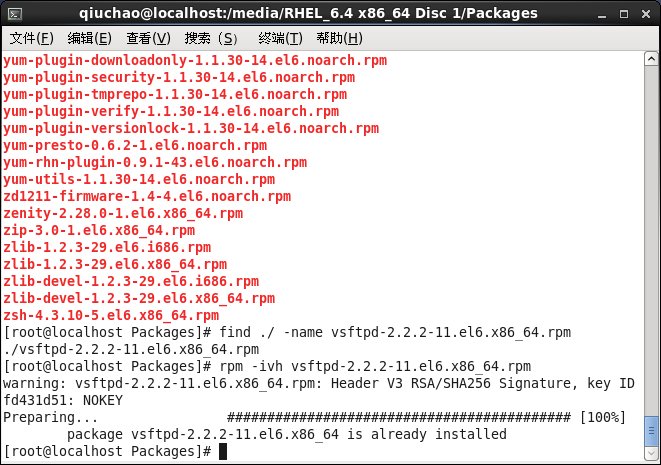 qiuchao@localhost:/media/RHEL_6.4 x86_64 Disc 1/Packages
文件(F) 编辑(E) 查看(V) 搜索 (S) 终端(T) 帮助(H)
yum-plugin-downloadonly-1.1.30-14.el6.noarch.rpm
yum-plugin-security-1.1.30-14.el6.noarch.rpm
yum-plugin-tmprepo-1.1.30-14.el6.noarch.rpm
yum-plugin-verify-1.1.30-14.el6.noarch.rpm
yum-plugin-versionlock-1.1.30-14.el6.noarch.rpm
yum-presto-0.6.2-1.el6.noarch.rpm
yum-rhn-plugin-0.9.1-43.el6.noarch.rpm
yum-utils-1.1.30-14.el6.noarch.rpm
zd1211-firmware-1.4-4.el6.noarch.rpm
zenity-2.28.0-1.el6.x86_64.rpm
zip-3.0-1.el6.x86_64.rpm
zlib-1.2.3-29.el6.i686.rpm
zlib-1.2.3-29.el6.x86_64.rpm
zlib-devel-1.2.3-29.el6.i686.rpm
zlib-devel-1.2.3-29.el6.x86_64.rpm
zsh-4.3.10-5.el6.x86_64.rpm
[root@localhost Packages]# find ./ -name vsftpd-2.2.2-11.el6.x86_64.rpm
./vsftpd-2.2.2-11.el6.x86_64.rpm
[root@localhost Packages]# rpm -ivh vsftpd-2.2.2-11.el6.x86_64.rpm
warning: vsftpd-2.2.2-11.el6.x86_64.rpm: Header V3 RSA/SHA256 Signature, key ID
fd431d51: NOKEY
Preparing... ########################################### [100%]
package vsftpd-2.2.2-11.el6.x86_64 is already installed
[root@localhost Packages]#